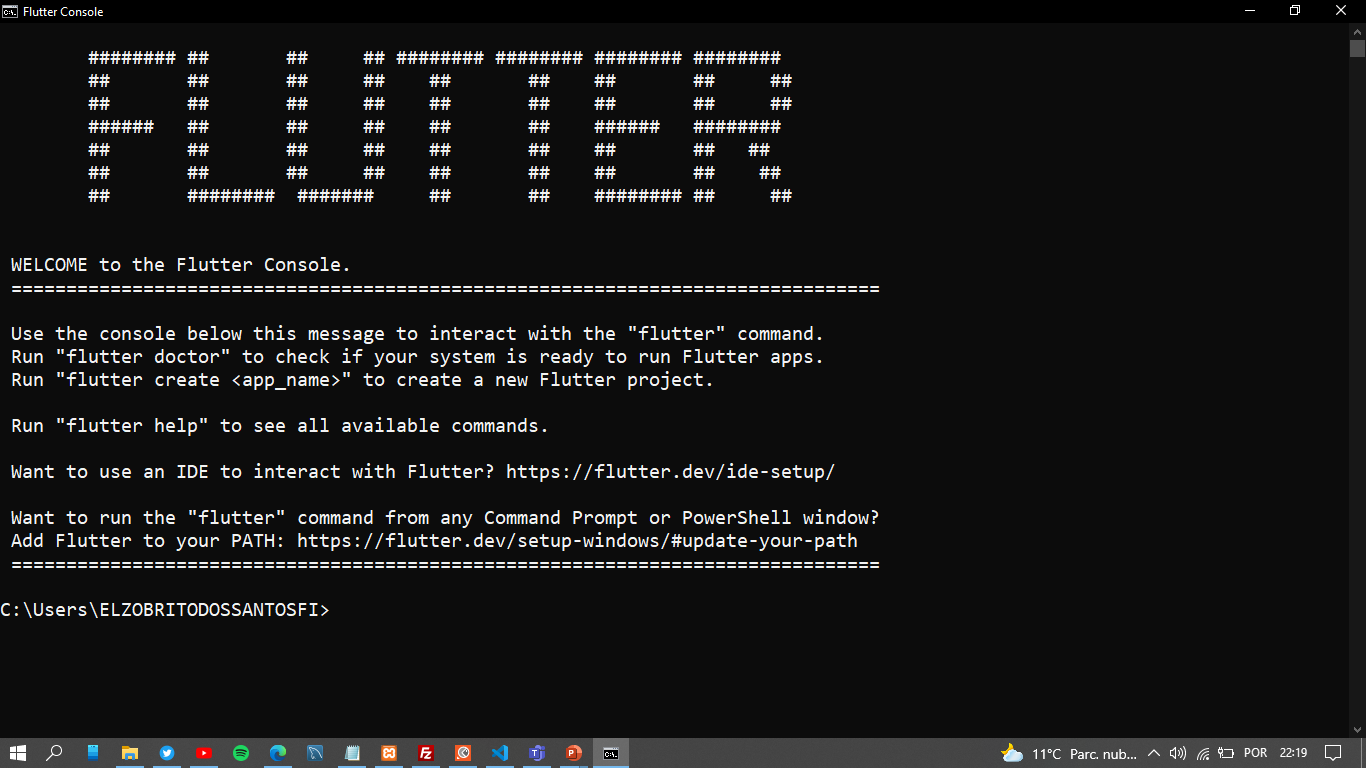 Flutter Console
######## ##       ##     ## ######## ######## ######## ########
##       ##       ##     ##    ##       ##    ##       ##     ##
##       ##       ##     ##    ##       ##    ##       ##     ##
######   ##       ##     ##    ##       ##    ######   ########
##       ##       ##     ##    ##       ##    ##       ##   ##
##       ##       ##     ##    ##       ##    ##       ##    ##
##       ########  #######     ##       ##    ######## ##     ##
WELCOME to the Flutter Console.
===============================================================================
Use the console below this message to interact with the "flutter" command.
Run "flutter doctor" to check if your system is ready to run Flutter apps.
Run "flutter create <app_name>" to create a new Flutter project.
Run "flutter help" to see all available commands.
Want to use an IDE to interact with Flutter? https://flutter.dev/ide-setup/
Want to run the "flutter" command from any Command Prompt or PowerShell window?
Add Flutter to your PATH: https://flutter.dev/setup-windows/#update-your-path
===============================================================================
C:\Users\ELZOBRITODOSSANTOSFI>
11°C Parc. nub... POR 22:19